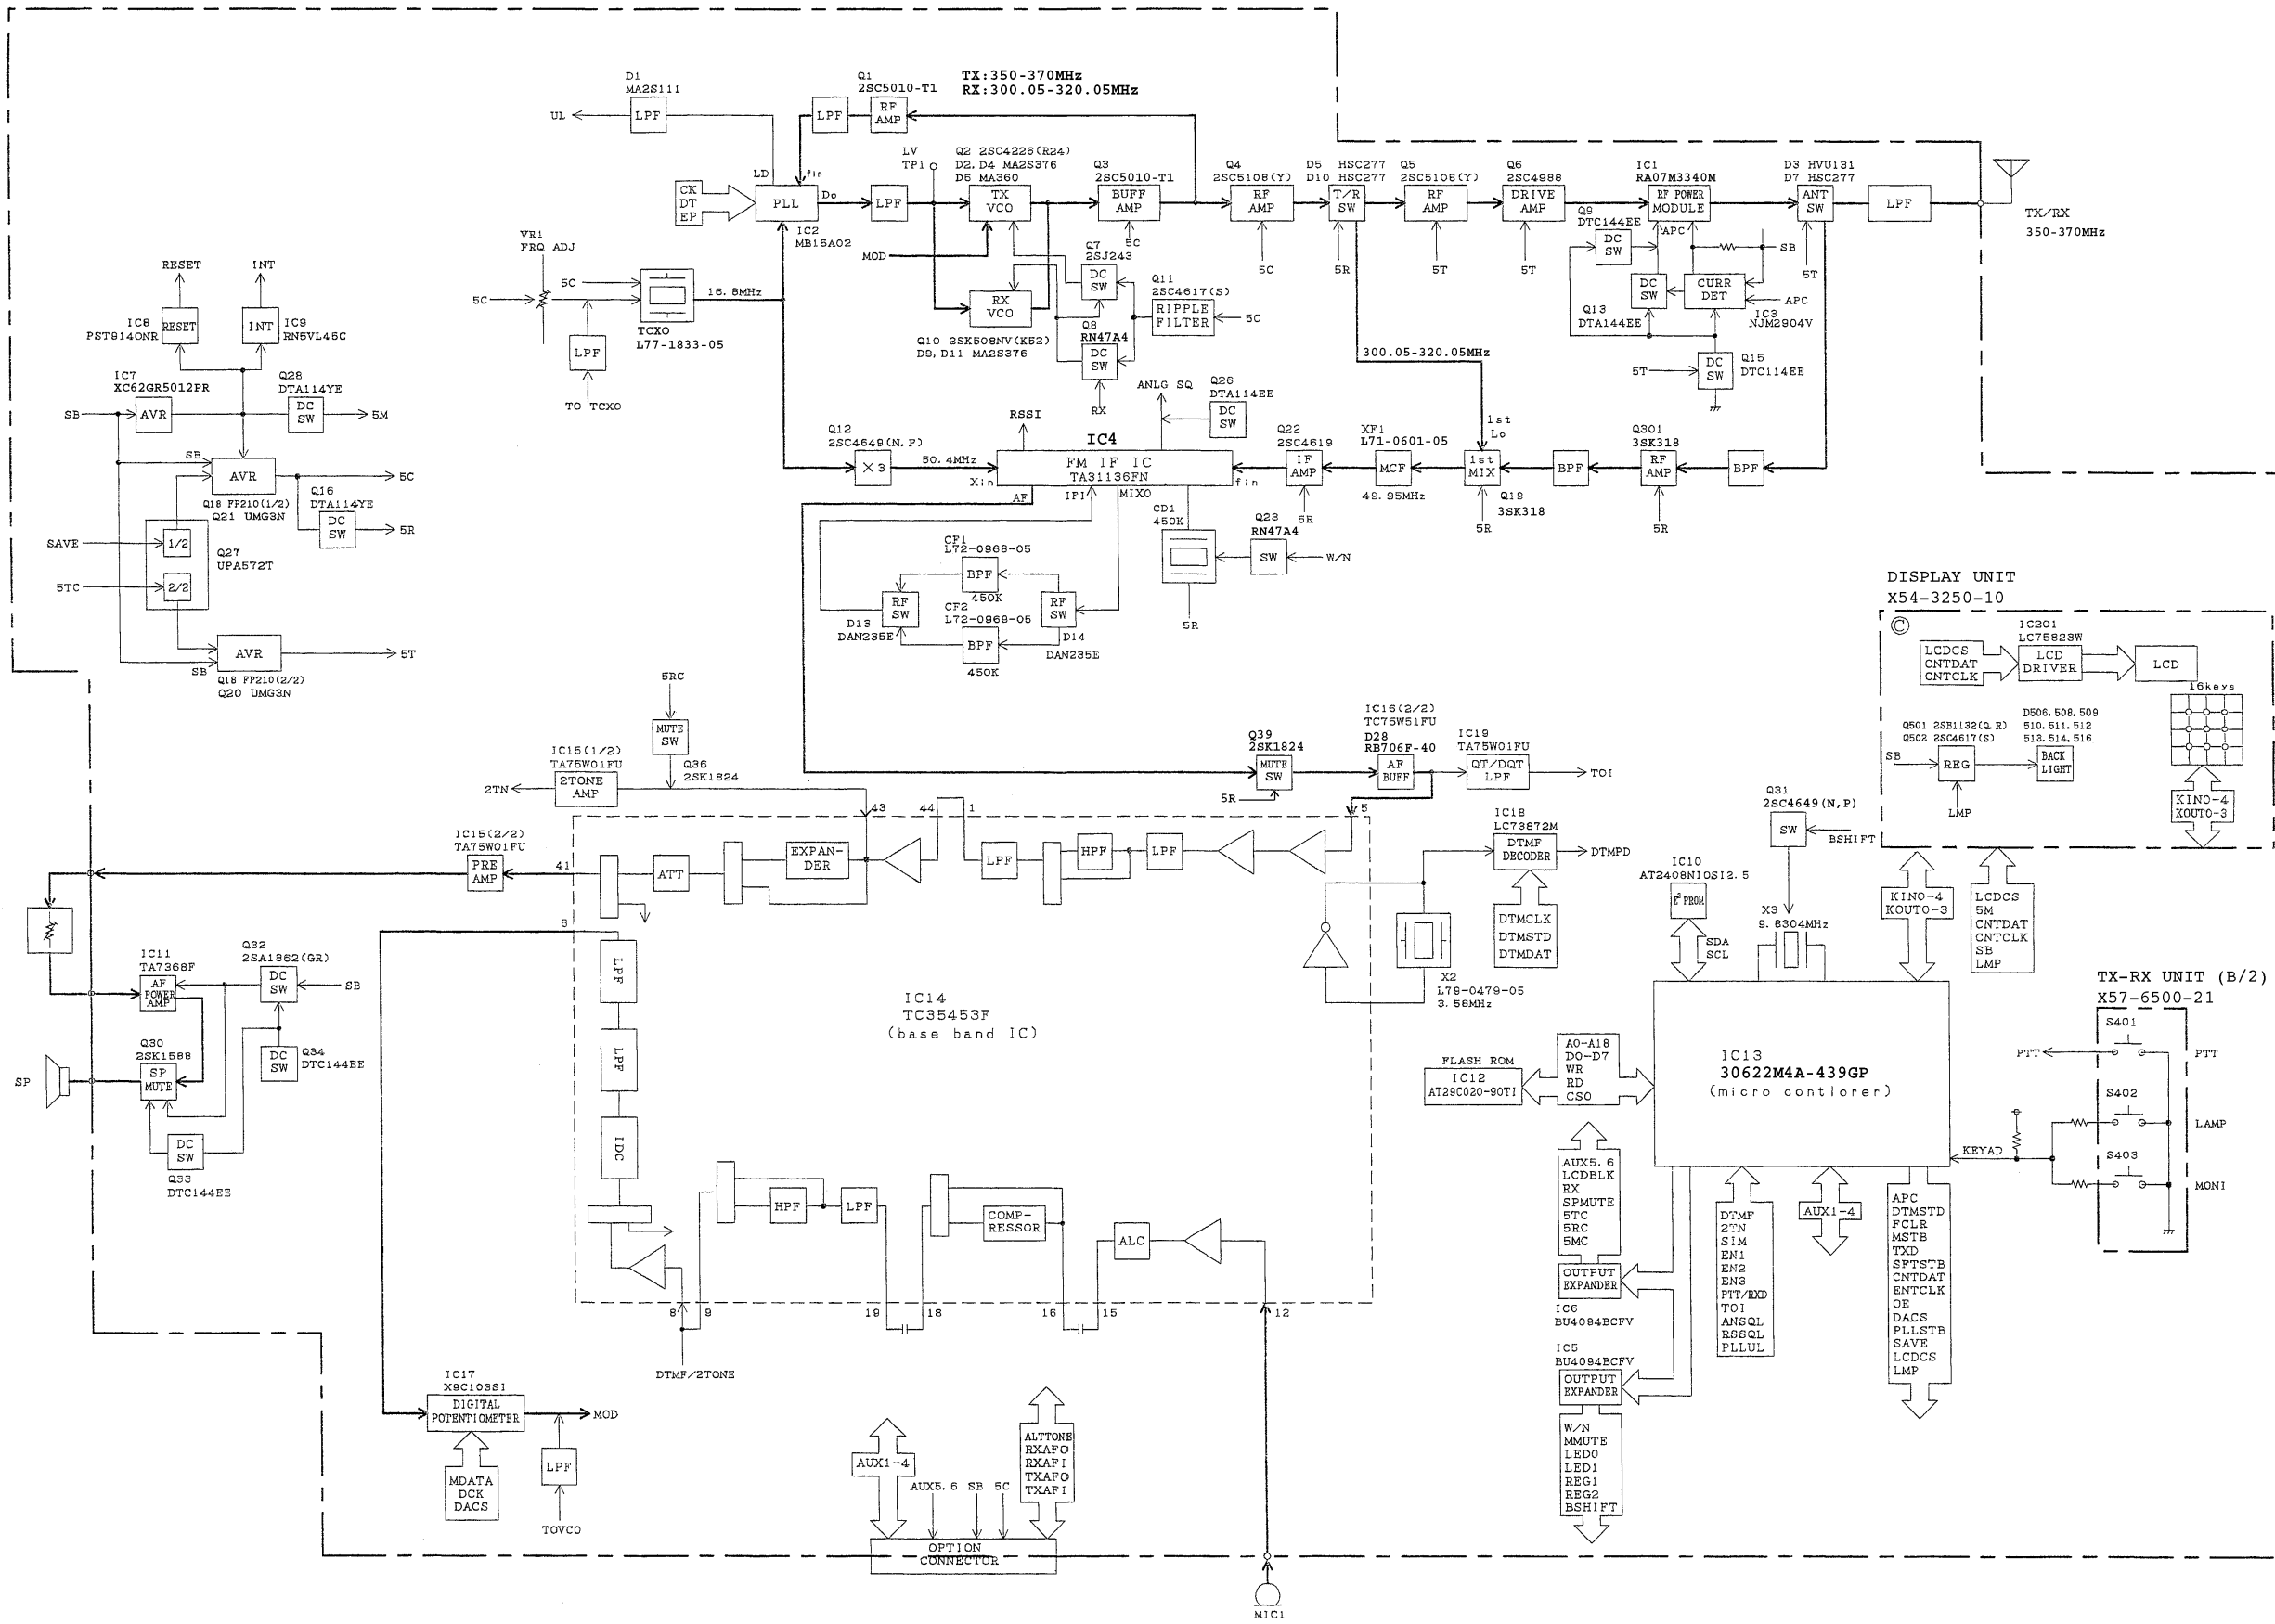 D1
MA2S111
UL
LPF
LPF
Q1
2SC5010-T1
RF
AMP
TX:350-370MHz
RX:300.05-320.05MHz
LD
fin
CK
DT
EP
PLL
Do
IC2
MB15A02
LPF
LV
TP1
Q2 2SC4226(R24)
D2, D4 MA2S376
D6 MA360
TX
VCO
MOD
RX
VCO
Q10 2SK508NV(K52)
D9, D11 MA2S376
Q3
2SC5010-T1
BUFF
AMP
5C
Q7
2SJ243
DC
SW
Q8
RN47A4
DC
SW
RX
Q11
2SC4617(S)
RIPPLE
FILTER
5C
Q4
2SC5108(Y)
RF
AMP
5C
D5 HSC277
D10 HSC277
T/R
SW
5R
Q5
2SC5108(Y)
RF
AMP
5T
Q6
2SC4988
DRIVE
AMP
5T
IC1
RA07M3340M
RF POWER
MODULE
Q9
DTC144EE
DC
SW
APC
SB
DC
SW
CURR
DET
APC
Q13
DTA144EE
IC3
NJM2904V
Q15
DTC114EE
5T
DC
SW
D3 HVU131
D7 HSC277
ANT
SW
5T
LPF
TX/RX
350-370MHz
VR1
FRQ ADJ
5C
5C
TCXO
L77-1833-05
16.8MHz
LPF
TO TCXO
RESET
INT
IC8
PST9140NR
RESET
INT
IC9
RN5VL45C
IC7
XC62GR5012PR
SB
AVR
Q28
DTA114YE
DC
SW
5M
SB
AVR
5C
Q18 FP210(1/2)
Q21 UMG3N
Q16
DTA114YE
DC
SW
5R
SAVE
1/2
Q27
UPA572T
5TC
2/2
AVR
5T
SB
Q18 FP210(2/2)
Q20 UMG3N
Q12
2SC4649(N,P)
×3
50.4MHz
RSSI
ANLG SQ
Q26
DTA114EE
DC
SW
IC4
FM IF IC
TA31136FN
Xin
AF
IFI
MIXO
fin
Q22
2SC4619
IF
AMP
5R
XF1
L71-0601-05
MCF
49.95MHz
300.05-320.05MHz
1st
Lo
1st
MIX
Q19
3SK318
5R
BPF
Q301
3SK318
RF
AMP
5R
BPF
CD1
450K
5R
Q23
RN47A4
SW
W/N
CF1
L72-0968-05
BPF
450K
CF2
L72-0969-05
BPF
450K
RF
SW
D13
DAN235E
RF
SW
D14
DAN235E
DISPLAY UNIT
X54-3250-10
©
LCDCS
CNTDAT
CNTCLK
IC201
LC75823W
LCD
DRIVER
LCD
16keys
Q501 2SB1132(Q,R)
Q502 2SC4617(S)
SB
REG
LMP
D506,508,509
510,511,512
513,514,516
BACK
LIGHT
KIN0-4
KOUT0-3
5RC
MUTE
SW
Q36
2SK1824
IC15(1/2)
TA75W01FU
2TONE
AMP
2TN
Q39
2SK1824
MUTE
SW
5R
IC16(2/2)
TC75W51FU
D28
RB706F-40
AF
BUFF
IC19
TA75W01FU
QT/DQT
LPF
TOI
IC15(2/2)
TA75W01FU
PRE
AMP
41
6
43
44
1
5
ATT
EXPAN-
DER
LPF
HPF
LPF
IC18
LC73872M
DTMF
DECODER
DTMPD
DTMCLK
DTMSTD
DTMDAT
X2
L79-0479-05
3.58MHz
IC14
TC35453F
(base band IC)
LPF
LPF
IDC
HPF
LPF
COMP-
RESSOR
ALC
8
9
19
18
16
15
12
DTMF/2TONE
IC11
TA7368F
AF
POWER
AMP
Q32
2SA1362(GR)
DC
SW
SB
Q30
2SK1588
SP
MUTE
SP
DC
SW
Q34
DTC144EE
DC
SW
Q33
DTC144EE
IC17
X9C103SI
DIGITAL
POTENTIOMETER
MOD
MDATA
DCK
DACS
LPF
TOVCO
AUX1-4
AUX5.6
SB
5C
ALTTONE
RXAFO
RXAFI
TXAFO
TXAFI
OPTION
CONNECTOR
MIC1
Q31
2SC4649(N,P)
SW
BSHIFT
IC10
AT2408N10SI2.5
E² PROM
SDA
SCL
X3
9.8304MHz
KIN0-4
KOUT0-3
LCDCS
5M
CNTDAT
CNTCLK
SB
LMP
TX-RX UNIT (B/2)
X57-6500-21
S401
PTT
PTT
S402
LAMP
S403
MONI
KEYAD
FLASH ROM
IC12
AT29C020-90TI
A0-A18
D0-D7
WR
RD
CS0
IC13
30622M4A-439GP
(micro contlorer)
AUX5.6
LCDBLK
RX
SPMUTE
5TC
5RC
5MC
OUTPUT
EXPANDER
IC6
BU4094BCFV
IC5
BU4094BCFV
OUTPUT
EXPANDER
W/N
MMUTE
LED0
LED1
REG1
REG2
BSHIFT
DTMF
2TN
SIM
EN1
EN2
EN3
PTT/RXD
TOI
ANSQL
RSSQL
PLLUL
AUX1-4
APC
DTMSTD
FCLR
MSTB
TXD
SFTSTB
CNTDAT
ENTCLK
OE
DACS
PLLSTB
SAVE
LCDCS
LMP